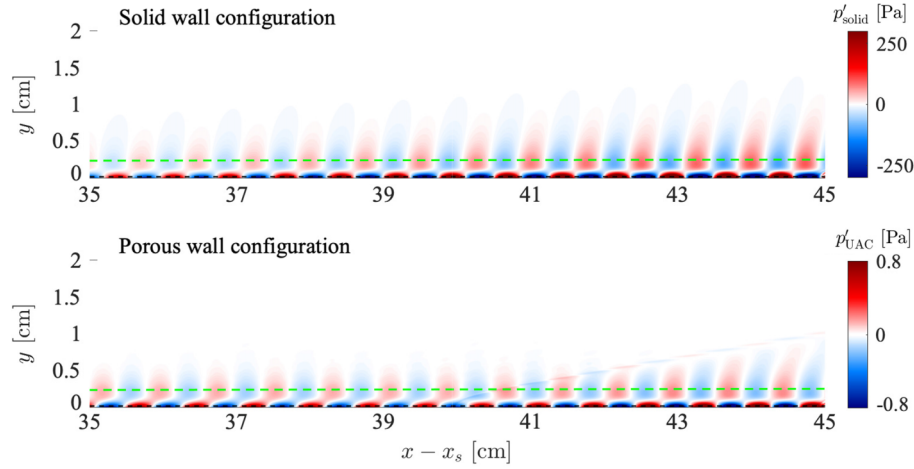 Solid wall configuration
p′solid [Pa]
2
1.5
1
0.5
0
y [cm]
250
0
-250
35 37 39 41 43 45
Porous wall configuration
p′UAC [Pa]
2
1.5
1
0.5
0
y [cm]
0.8
0
-0.8
35 37 39 41 43 45
x − xs [cm]